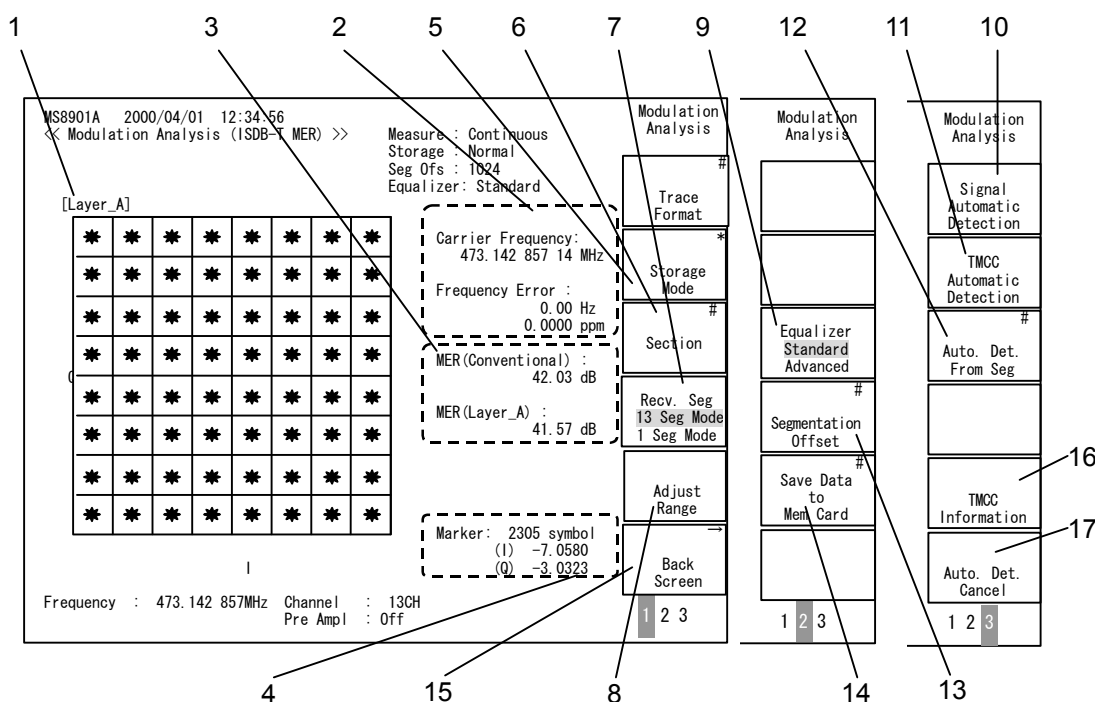 1 3 2 5 6 7 9 12 11 10
MS8901A 2000/04/01 12:34:56
<< Modulation Analysis (ISDB-T MER) >>
Measure : Continuous
Storage : Normal
Seg Ofs : 1024
Equalizer: Standard
[Layer_A]
Carrier Frequency:
473.142 857 14 MHz
Frequency Error :
0.00 Hz
0.0000 ppm
MER(Conventional) :
42.03 dB
MER(Layer_A) :
41.57 dB
Marker: 2305 symbol
(I) -7.0580
(Q) -3.0323
I
Frequency : 473.142 857MHz Channel : 13CH
Pre Ampl : Off
Modulation
Analysis
#
Trace
Format
*
Storage
Mode
#
Section
Recv. Seg
13 Seg Mode
1 Seg Mode
Adjust
Range
→
Back
Screen
1 2 3
Modulation
Analysis
Equalizer
Standard
Advanced
#
Segmentation
Offset
#
Save Data
to
Mem Card
1 2 3
Modulation
Analysis
Signal
Automatic
Detection
TMCC
Automatic
Detection
#
Auto. Det.
From Seg
TMCC
Information
Auto. Det.
Cancel
1 2 3
16
17
4 15 8 14 13